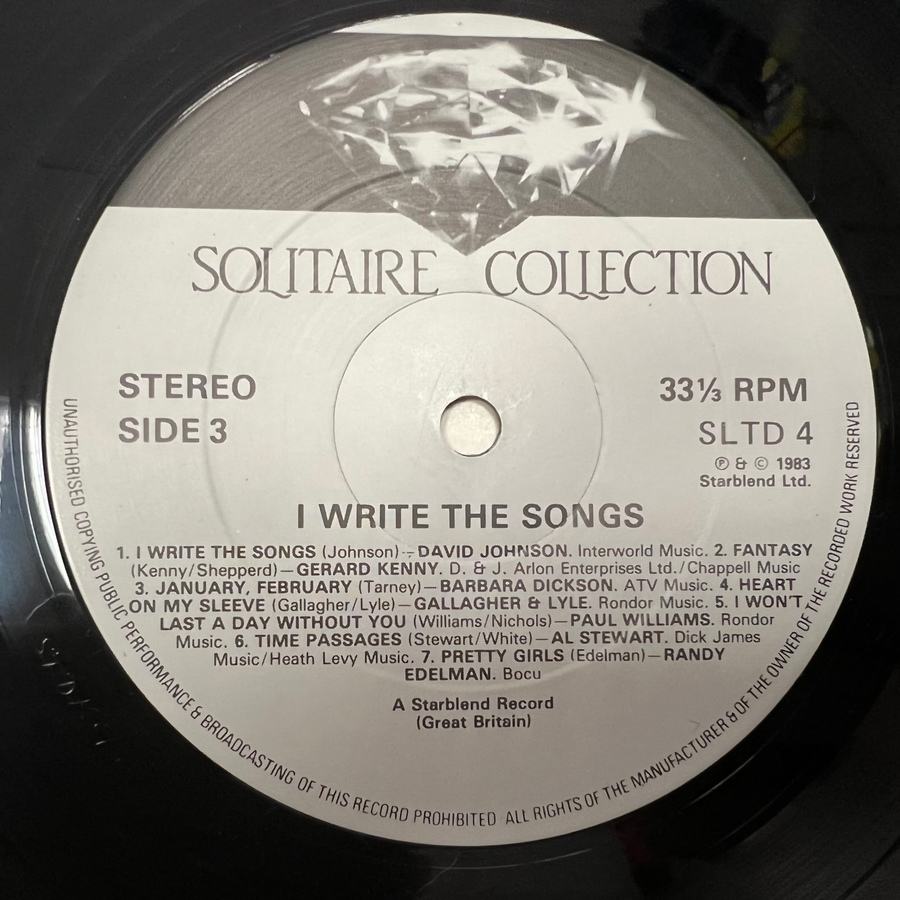 SOLITAIRE COLLECTION
STEREO
SIDE 3
33⅓ RPM
SLTD 4
℗ & © 1983
Starblend Ltd.
I WRITE THE SONGS
1. I WRITE THE SONGS (Johnson)—DAVID JOHNSON. Interworld Music. 2. FANTASY
(Kenny/Shepperd)—GERARD KENNY. D. & J. Arlon Enterprises Ltd./Chappell Music
3. JANUARY, FEBRUARY (Tarney)—BARBARA DICKSON. ATV Music. 4. HEART
ON MY SLEEVE (Gallagher/Lyle)—GALLAGHER & LYLE. Rondor Music. 5. I WON'T
LAST A DAY WITHOUT YOU (Williams/Nichols)—PAUL WILLIAMS. Rondor
Music. 6. TIME PASSAGES (Stewart/White)—AL STEWART. Dick James
Music/Heath Levy Music. 7. PRETTY GIRLS (Edelman)—RANDY
EDELMAN. Bocu
A Starblend Record
(Great Britain)
UNAUTHORISED COPYING PUBLIC PERFORMANCE & BROADCASTING OF THIS RECORD PROHIBITED ALL RIGHTS OF THE MANUFACTURER & OF THE OWNER OF THE RECORDED WORK RESERVED